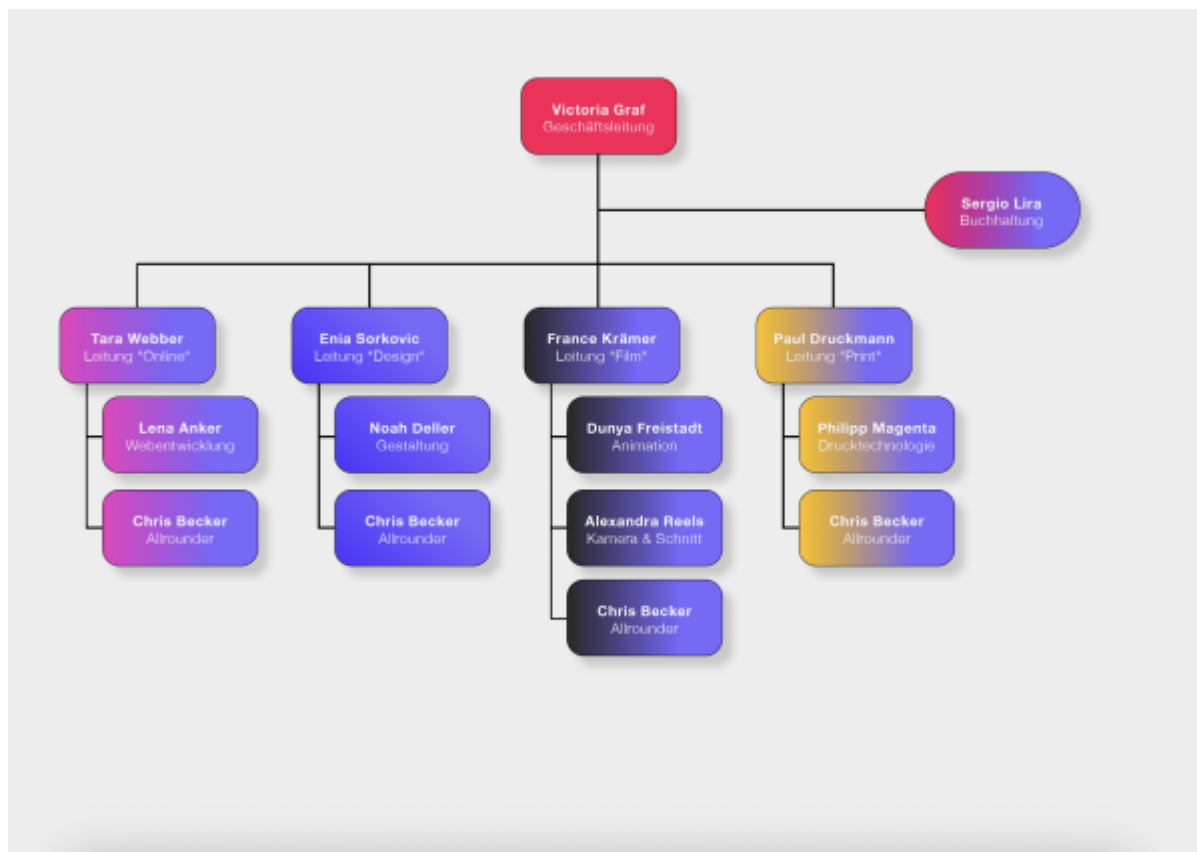 Victoria Graf
Geschäftsleitung
Sergio Lira
Buchhaltung
Tara Webber
Leitung "Online"
Enia Sorkovic
Leitung "Design"
France Krämer
Leitung "Film"
Paul Druckmann
Leitung "Print"
Lena Anker
Webentwicklung
Noah Deller
Gestaltung
Dunya Freistadt
Animation
Philipp Magenta
Drucktechnologie
Chris Becker
Allrounder
Chris Becker
Allrounder
Alexandra Reels
Kamera & Schnitt
Chris Becker
Allrounder
Chris Becker
Allrounder